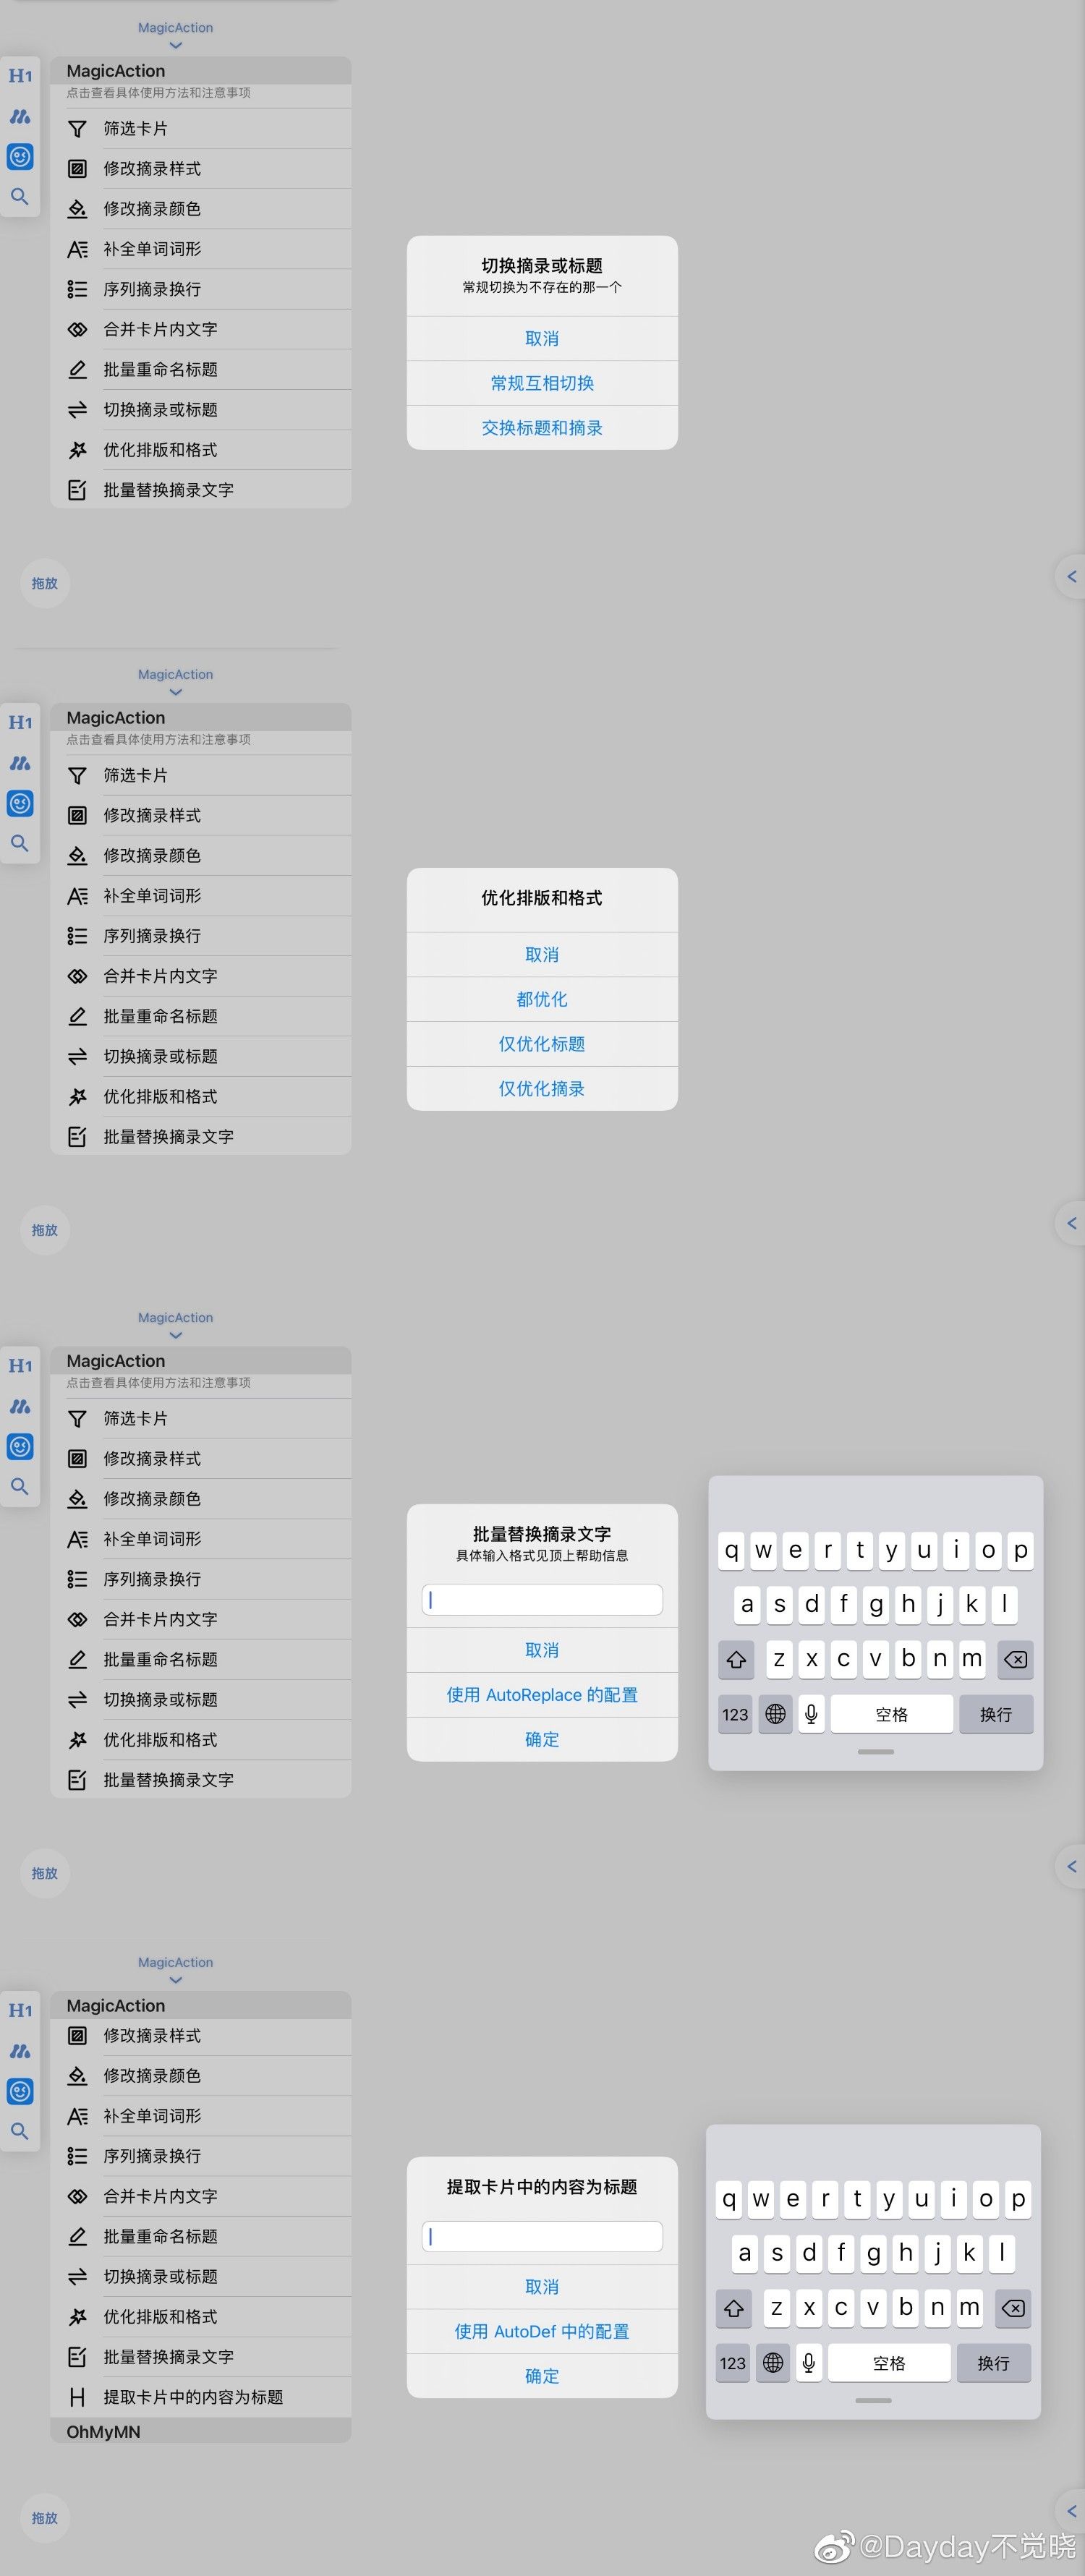 MagicAction
H1
MagicAction
点击查看具体使用方法和注意事项
筛选卡片
修改摘录样式
修改摘录颜色
补全单词词形
序列摘录换行
合并卡片内文字
批量重命名标题
切换摘录或标题
优化排版和格式
批量替换摘录文字
切换摘录或标题
常规切换为不存在的那一个
取消
常规互相切换
交换标题和摘录
拖放
MagicAction
H1
MagicAction
点击查看具体使用方法和注意事项
筛选卡片
修改摘录样式
修改摘录颜色
补全单词词形
序列摘录换行
合并卡片内文字
批量重命名标题
切换摘录或标题
优化排版和格式
批量替换摘录文字
优化排版和格式
取消
都优化
仅优化标题
仅优化摘录
拖放
MagicAction
H1
MagicAction
点击查看具体使用方法和注意事项
筛选卡片
修改摘录样式
修改摘录颜色
补全单词词形
序列摘录换行
合并卡片内文字
批量重命名标题
切换摘录或标题
优化排版和格式
批量替换摘录文字
批量替换摘录文字
具体输入格式见顶上帮助信息
取消
使用 AutoReplace 的配置
确定
q w e r t y u i o p
a s d f g h j k l
z x c v b n m
123 空格 换行
拖放
MagicAction
H1
MagicAction
修改摘录样式
修改摘录颜色
补全单词词形
序列摘录换行
合并卡片内文字
批量重命名标题
切换摘录或标题
优化排版和格式
批量替换摘录文字
提取卡片中的内容为标题
OhMyMN
提取卡片中的内容为标题
取消
使用 AutoDef 中的配置
确定
q w e r t y u i o p
a s d f g h j k l
z x c v b n m
123 空格 换行
拖放
@Dayday不觉晓